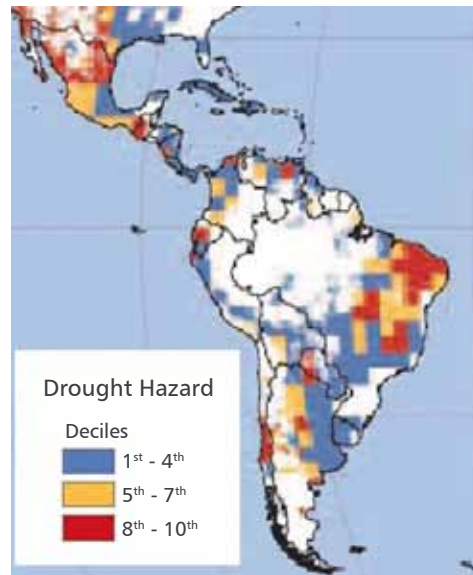 Drought Hazard
Deciles
1st - 4th
5th - 7th
8th - 10th